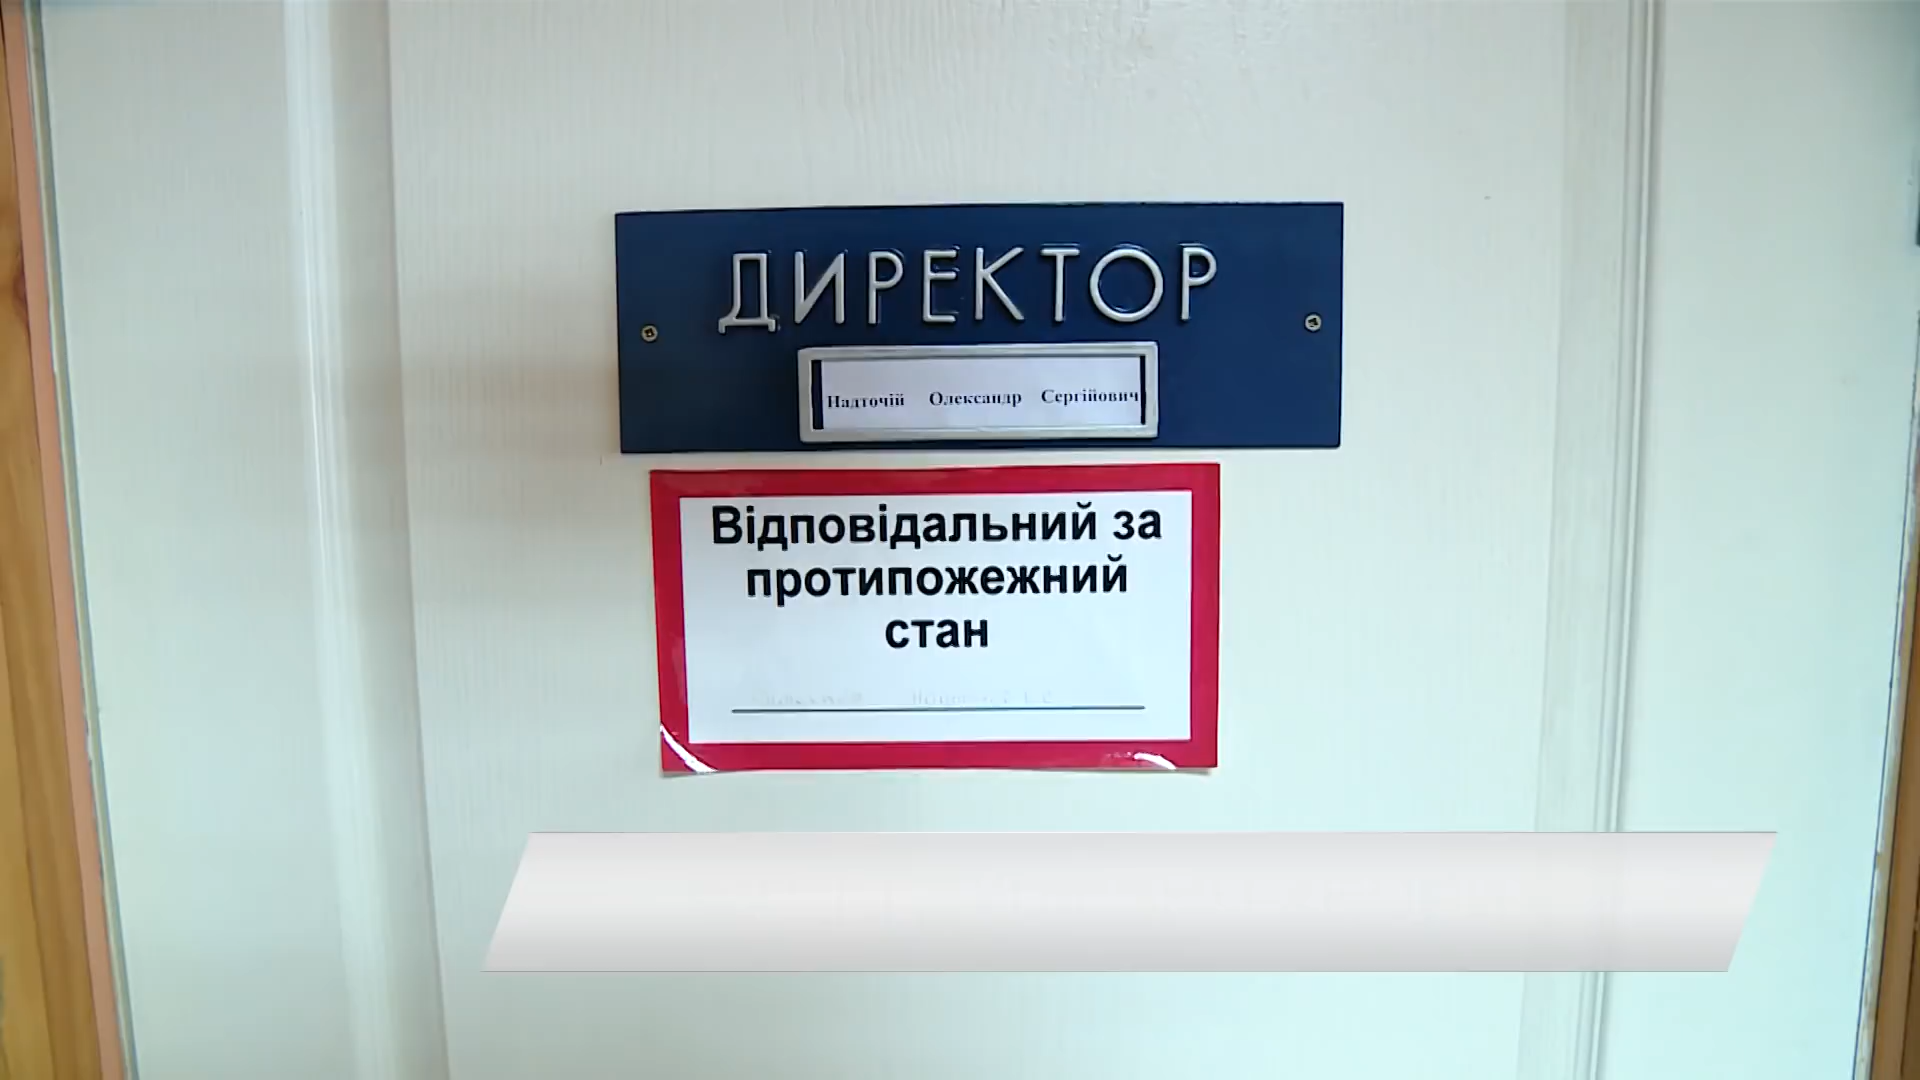 ДИРЕКТОР
Надточій Олександр Сергійович
Відповідальний за
протипожежний
стан